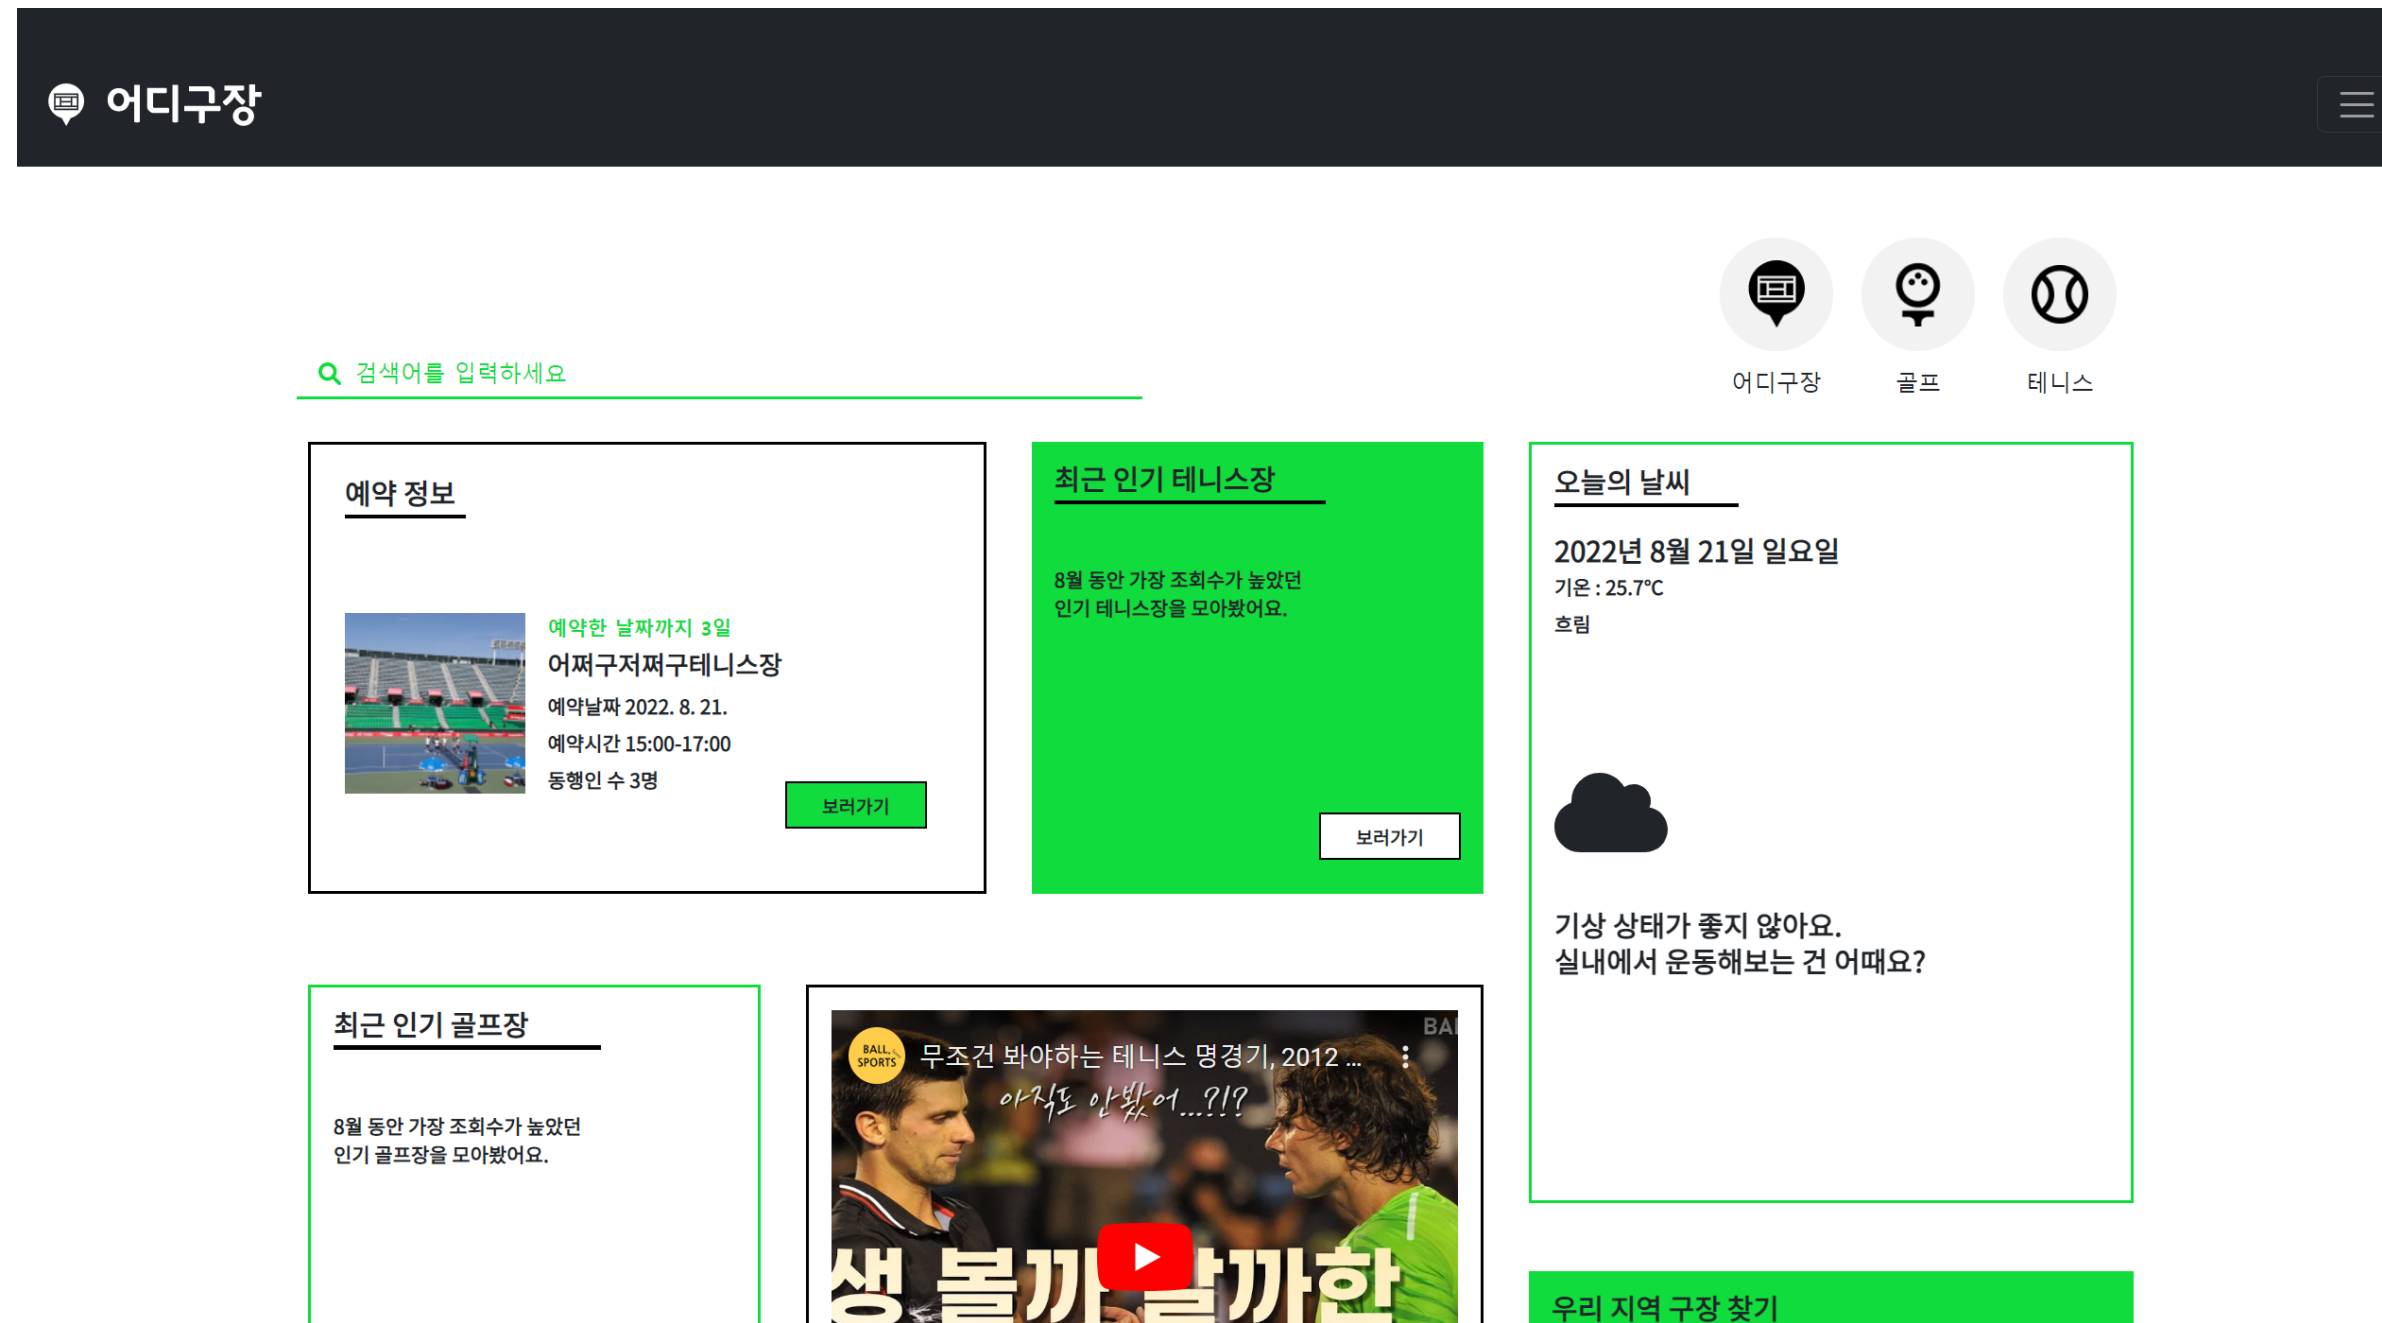 어디구장
어디구장
골프
테니스
검색어를 입력하세요
예약 정보
예약한 날짜까지 3일
어쩌구저쩌구테니스장
예약날짜 2022. 8. 21.
예약시간 15:00-17:00
동행인 수 3명
보러가기
최근 인기 테니스장
8월 동안 가장 조회수가 높았던
인기 테니스장을 모아봤어요.
보러가기
오늘의 날씨
2022년 8월 21일 일요일
기온 : 25.7℃
흐림
기상 상태가 좋지 않아요.
실내에서 운동해보는 건 어때요?
최근 인기 골프장
8월 동안 가장 조회수가 높았던
인기 골프장을 모아봤어요.
BALL.
SPORTS
무조건 봐야하는 테니스 명경기, 2012 ...
아직도 안봤어...?!?
우리 지역 구장 찾기